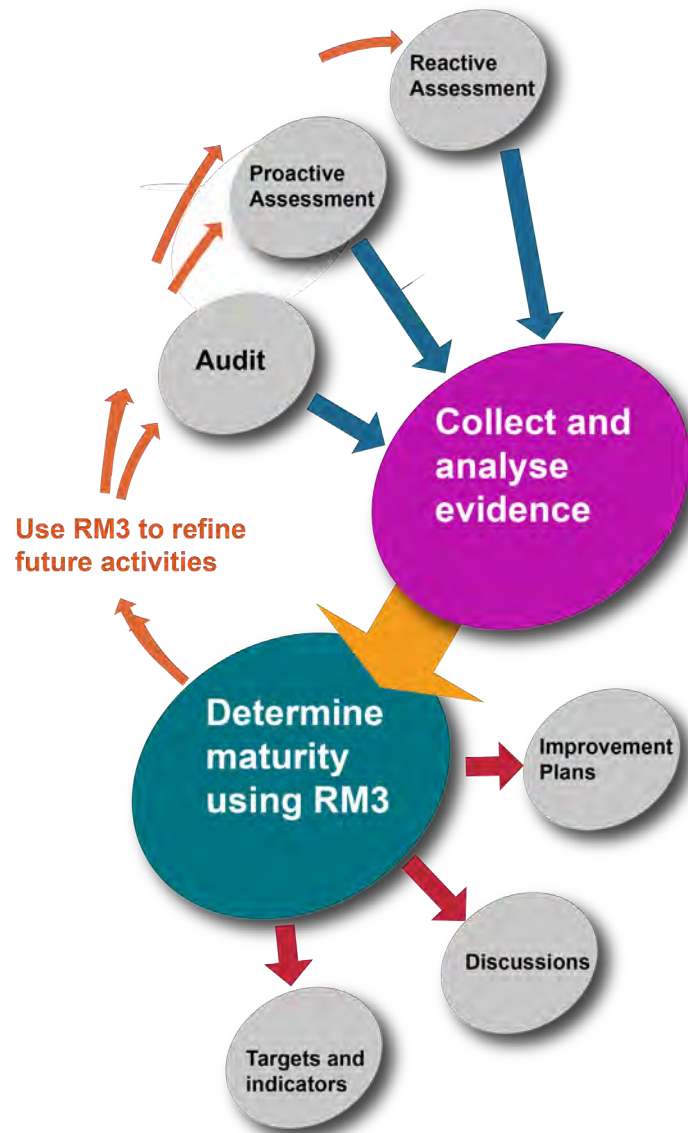 Reactive
Assessment
Proactive
Assessment
Audit
Collect and
analyse
evidence
Use RM3 to refine
future activities
Determine
maturity
using RM3
Improvement
Plans
Discussions
Targets and
indicators